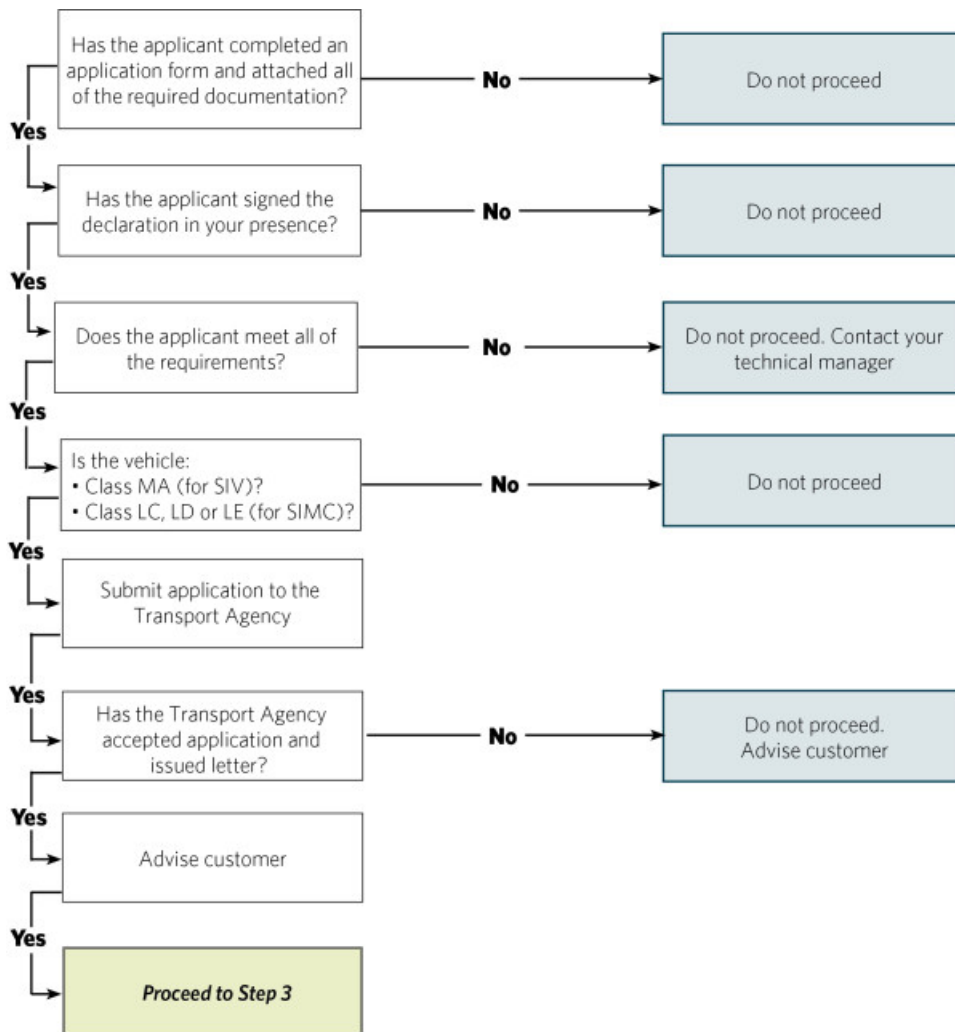 Has the applicant completed an
application form and attached all
of the required documentation?
No
Do not proceed
Yes
Has the applicant signed the
declaration in your presence?
No
Do not proceed
Yes
Does the applicant meet all of
the requirements?
No
Do not proceed. Contact your
technical manager
Yes
Is the vehicle:
• Class MA (for SIV)?
• Class LC, LD or LE (for SIMC)?
No
Do not proceed
Yes
Submit application to the
Transport Agency
Yes
Has the Transport Agency
accepted application and
issued letter?
No
Do not proceed.
Advise customer
Yes
Advise customer
Yes
Proceed to Step 3